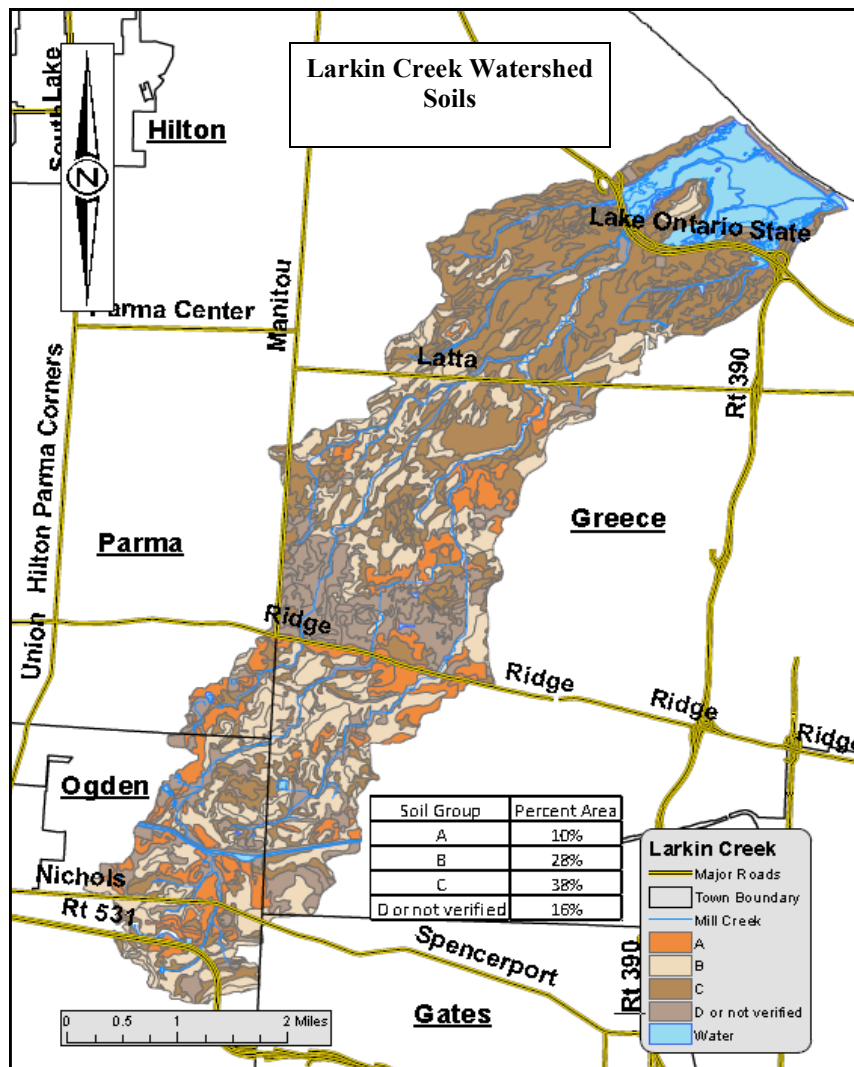 Larkin Creek Watershed
Soils
South Lake
Hilton
N
Lake Ontario State
Parma Center
Manitou
Latta
Rt 390
Union Hilton Parma Corners
Parma
Greece
Ridge
Ridge
Ridge
Ridge
Ogden
Soil Group Percent Area
A 10%
B 28%
C 38%
D or not verified 16%
Nichols
Rt 531
Spencerport
Rt 390
Gates
Larkin Creek
Major Roads
Town Boundary
Mill Creek
A
B
C
D or not verified
Water
0 0.5 1 2 Miles